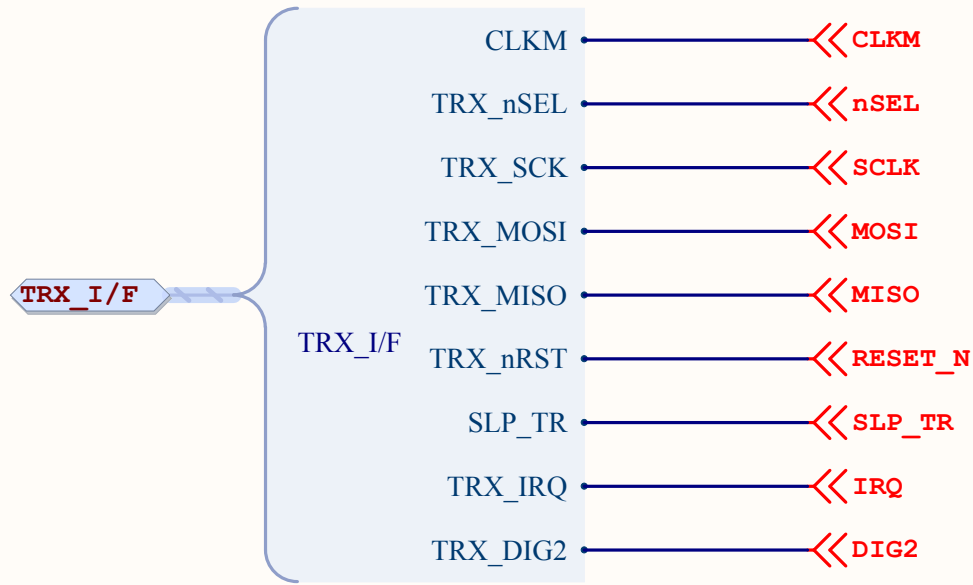 CLKM CLKM
TRX_nSEL nSEL
TRX_SCK SCLK
TRX_MOSI MOSI
TRX_I/F
TRX_MISO MISO
TRX_I/F
TRX_nRST RESET_N
SLP_TR SLP_TR
TRX_IRQ IRQ
TRX_DIG2 DIG2